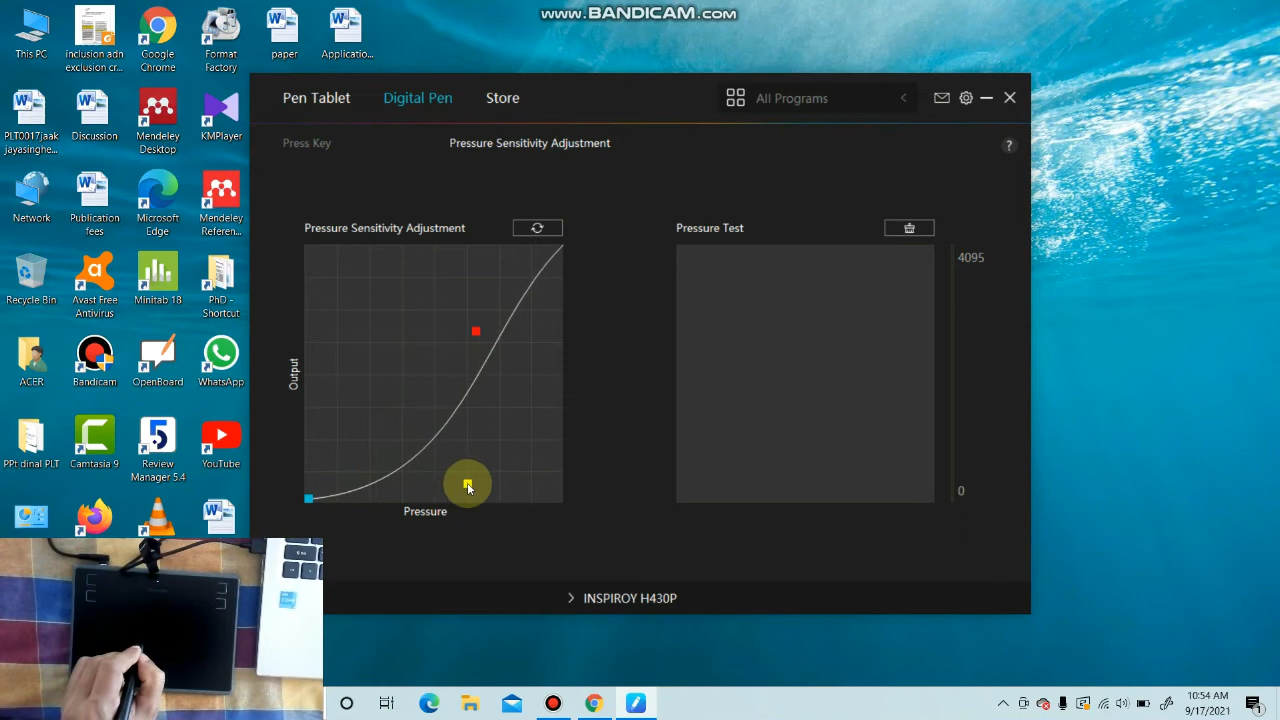 www.BANDICAM.com
This PC
inclusion adn
exclusion cr...
Google
Chrome
Format
Factory
paper
Applicatio...
Pen Tablet
Digital Pen
Sto
All Programs
PLT0017jaak
jayasinghe...
Discussion
Mendeley
Desktop
KMPlayer
Press Key
Pressure Sensitivity Adjustment
?
Network
Publication
fees
Microsoft
Edge
Mendeley
Referen...
Pressure Sensitivity Adjustment
Pressure Test
4095
Recycle Bin
Avast Free
Antivirus
Minitab 18
PhD -
Shortcut
Output
ACER
Bandicam
OpenBoard
WhatsApp
PPt dinal PLT
Camtasia 9
Review
Manager 5.4
YouTube
0
Pressure
INSPIROY H430P
10:54 AM
9/17/2021